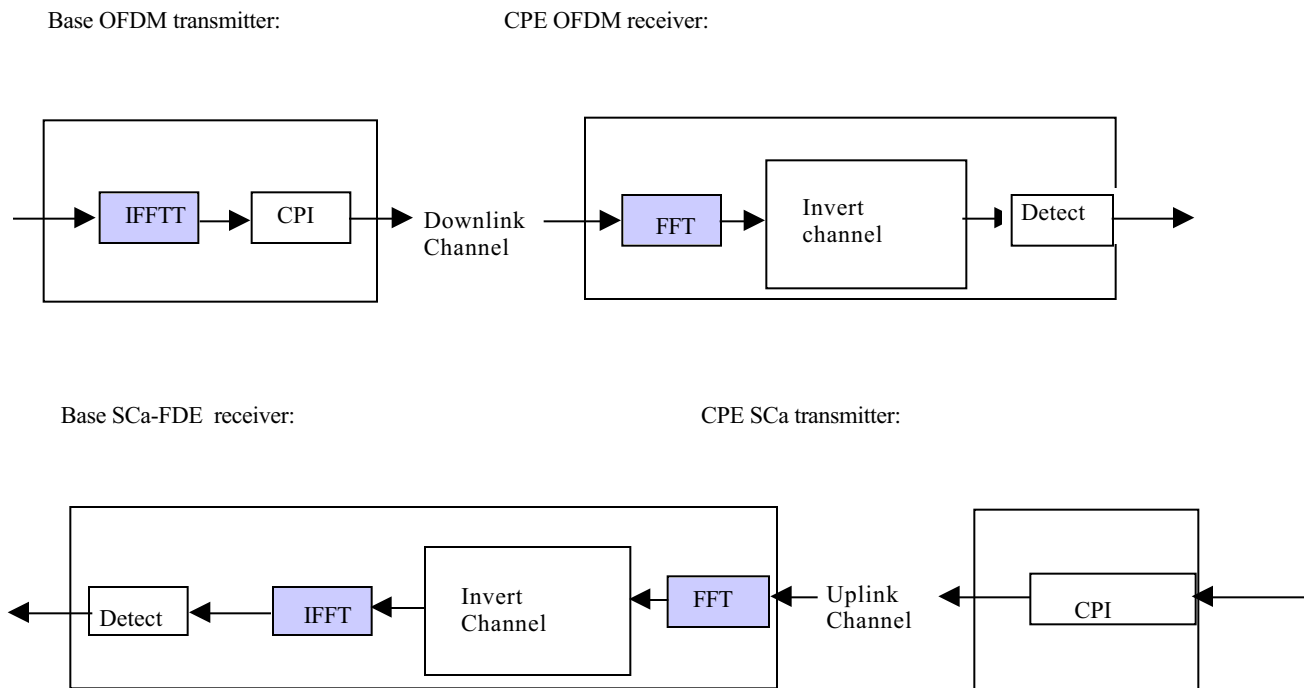 Base OFDM transmitter:
CPE OFDM receiver:
IFFTT
CPI
Downlink
Channel
FFT
Invert
channel
Detect
Base SCa-FDE receiver:
CPE SCa transmitter:
Detect
IFFT
Invert
Channel
FFT
Uplink
Channel
CPI